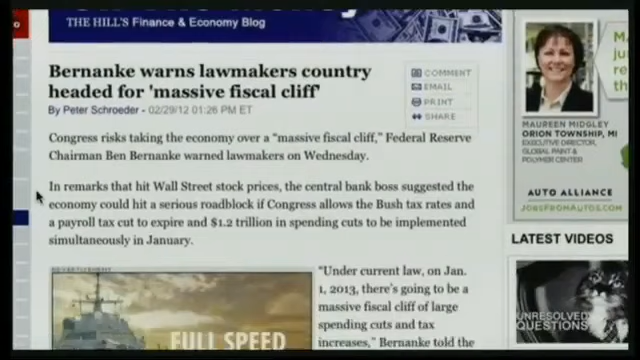 THE HILL'S Finance & Economy Blog
Bernanke warns lawmakers country
headed for 'massive fiscal cliff'
By Peter Schroeder - 02/29/12 01:26 PM ET
COMMENT
EMAIL
PRINT
SHARE
Congress risks taking the economy over a "massive fiscal cliff," Federal Reserve
Chairman Ben Bernanke warned lawmakers on Wednesday.
In remarks that hit Wall Street stock prices, the central bank boss suggested the
economy could hit a serious roadblock if Congress allows the Bush tax rates and
a payroll tax cut to expire and $1.2 trillion in spending cuts to be implemented
simultaneously in January.
ADVERTISEMENT
FULL SPEED
"Under current law, on Jan.
1, 2013, there's going to be a
massive fiscal cliff of large
spending cuts and tax
increases," Bernanke told the
MAUREEN MIDGLEY
ORION TOWNSHIP, MI
EXECUTIVE DIRECTOR,
GLOBAL PAINT &
POLYMER CENTER
AUTO ALLIANCE
JOBSFROMAUTOS.COM
LATEST VIDEOS
UNRESOLVED
QUESTIONS